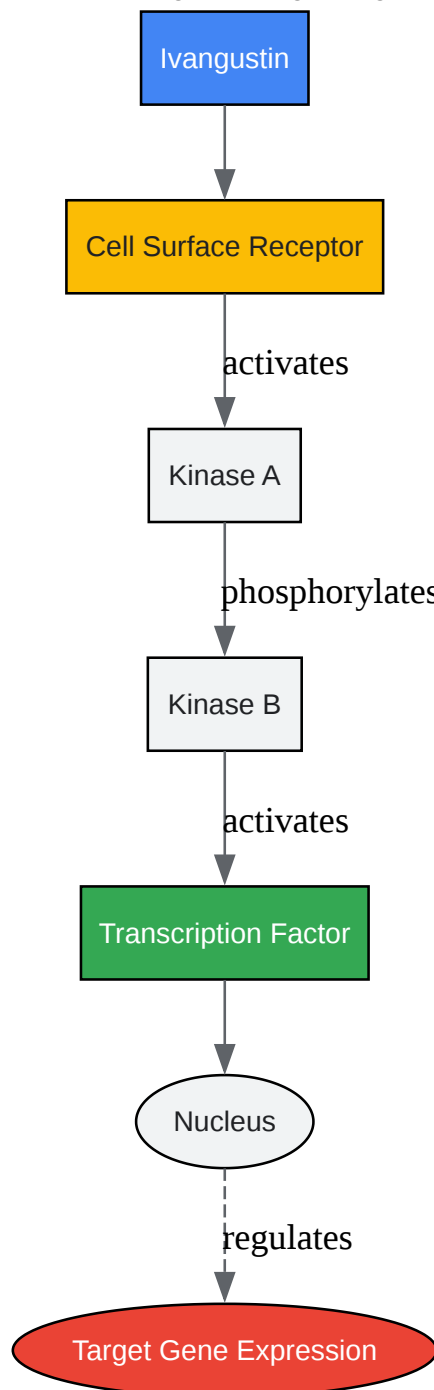 Ivangustin
Cell Surface Receptor
activates
Kinase A
phosphorylates
Kinase B
activates
Transcription Factor
Nucleus
regulates
Target Gene Expression